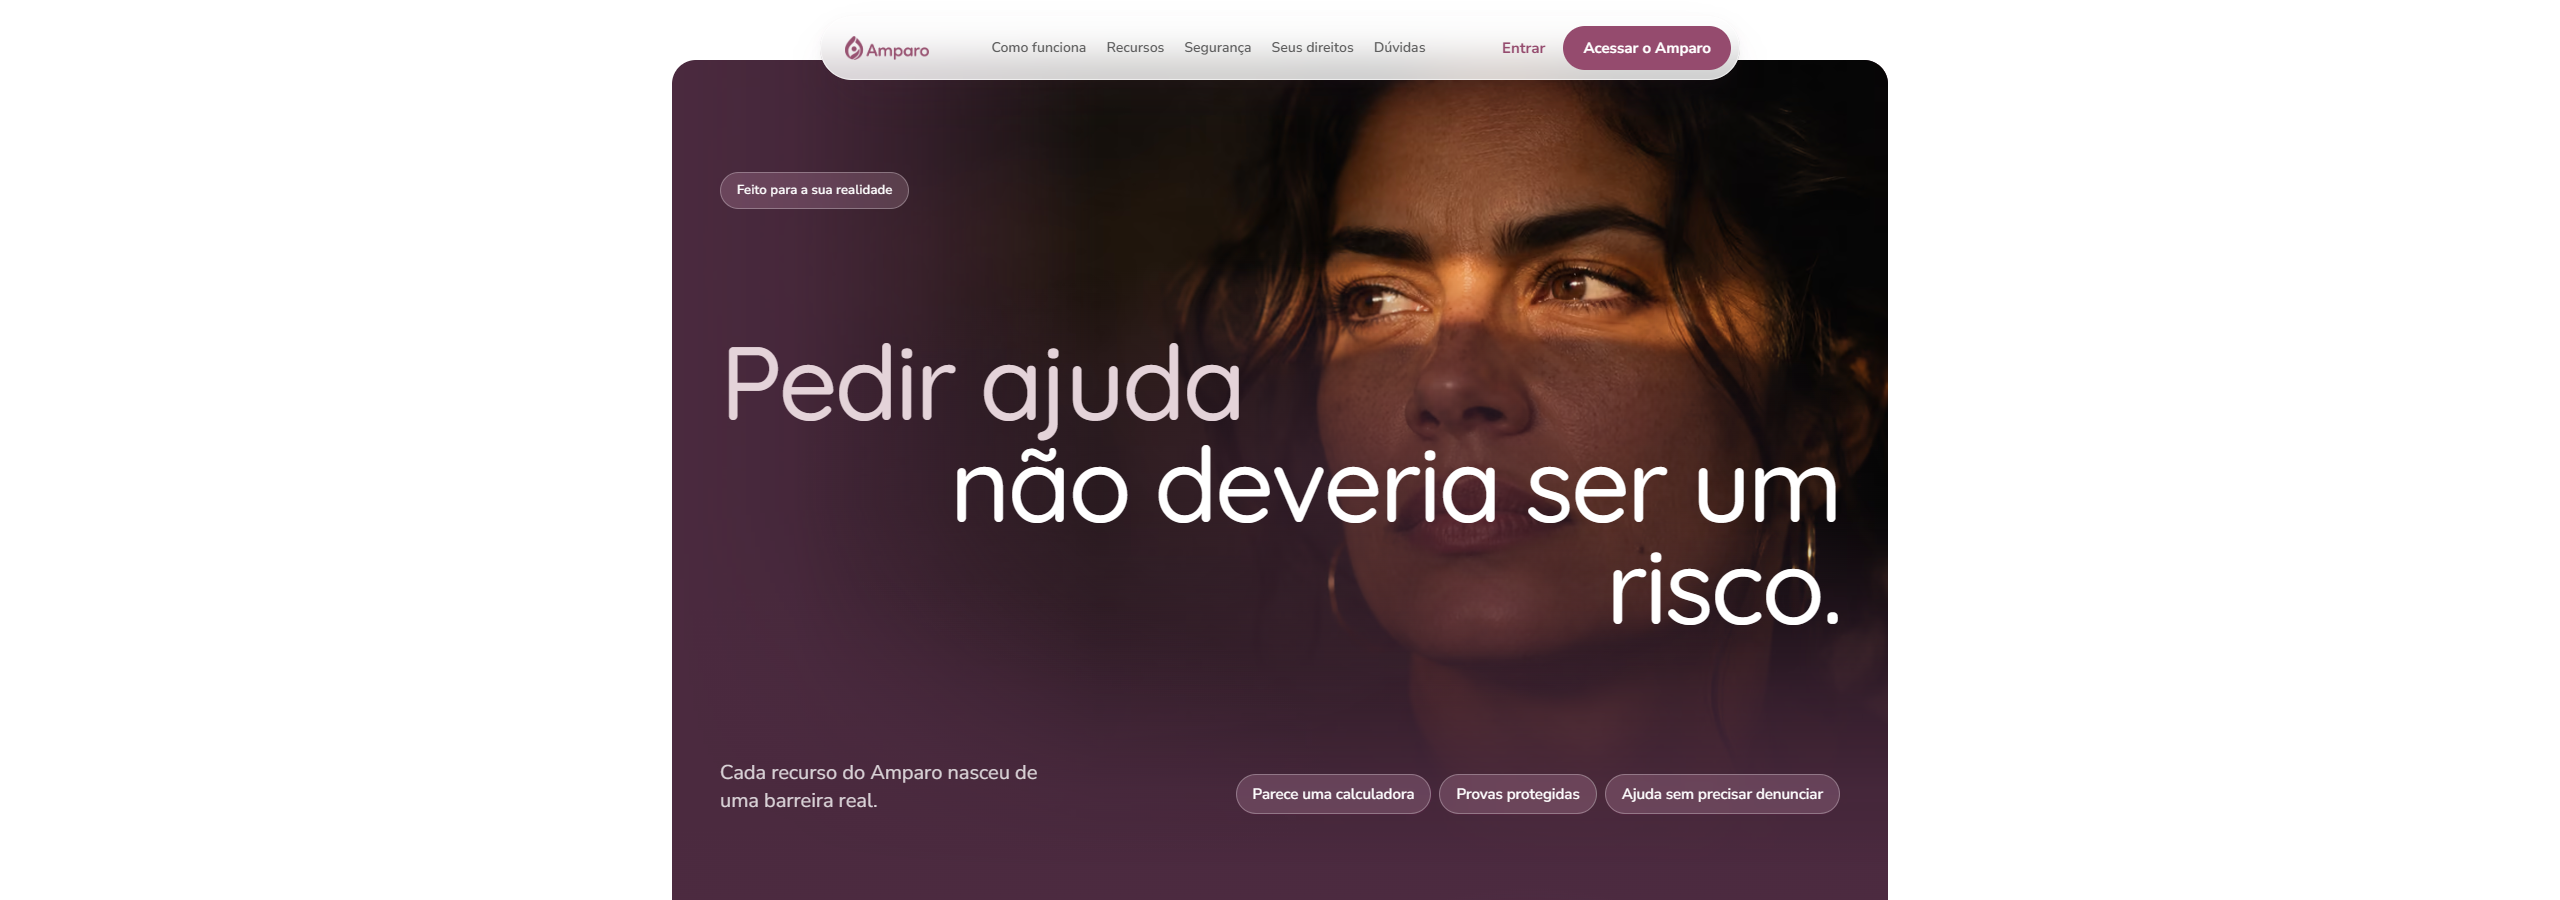 Amparo
Como funciona
Recursos
Segurança
Seus direitos
Dúvidas
Entrar
Acessar o Amparo
Feito para a sua realidade
Pedir ajuda
não deveria ser um
risco.
Cada recurso do Amparo nasceu de
uma barreira real.
Parece uma calculadora
Provas protegidas
Ajuda sem precisar denunciar